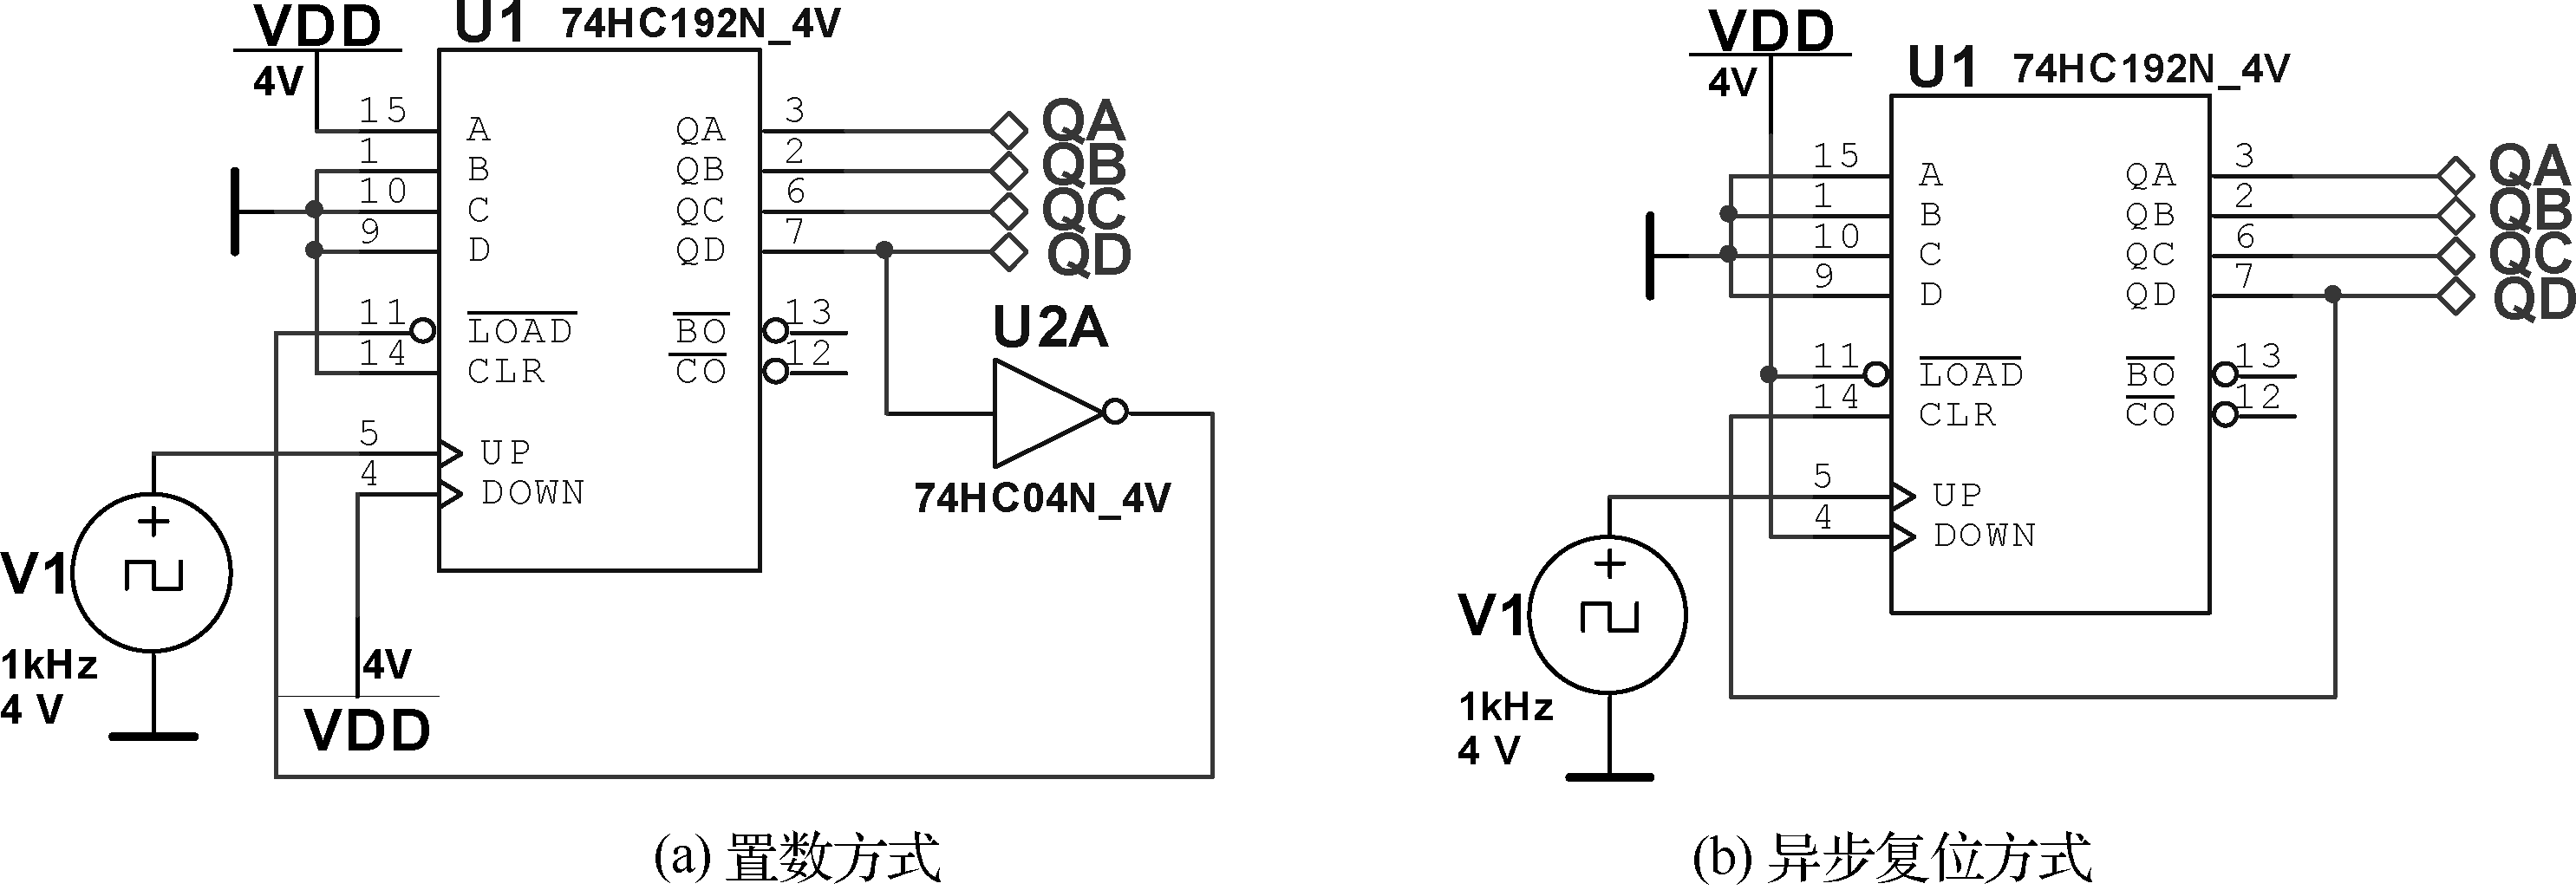 VDD
4V
U1 74HC192N_4V
15 A QA 3 QA
1 B QB 2 QB
10 C QC 6 QC
9 D QD 7 QD
11 LOAD BO 13
14 CLR CO 12
5 UP
4 DOWN
U2A
74HC04N_4V
V1
+
1kHz
4 V
4V
VDD
(a) 置数方式
VDD
4V
U1 74HC192N_4V
15 A QA 3 QA
1 B QB 2 QB
10 C QC 6 QC
9 D QD 7 QD
11 LOAD BO 13
14 CLR CO 12
5 UP
4 DOWN
V1
+
1kHz
4 V
(b) 异步复位方式